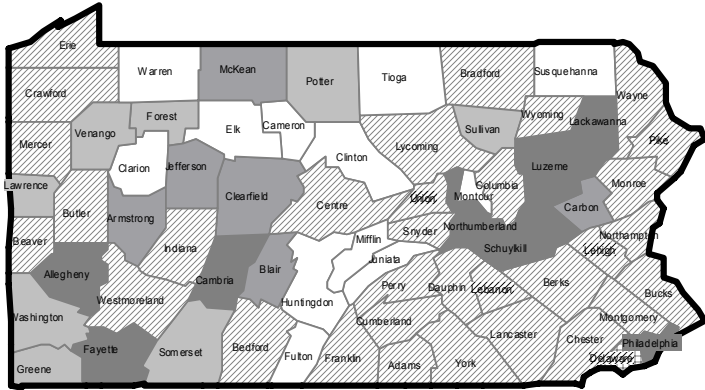 Erie
Warren
McKean
Potter
Tioga
Bradford
Susquehanna
Crawford
Wayne
Forest
Venango
Elk
Cameron
Sullivan
Wyoming
Lackawanna
Mercer
Lycoming
Pike
Clarion
Jefferson
Clinton
Luzerne
Lawrence
Clearfield
Columbia
Monroe
Butler
Armstrong
Centre
Union
Montour
Carbon
Beaver
Indiana
Mifflin
Snyder
Northumberland
Northampton
Schuylkill
Lehigh
Allegheny
Cambria
Blair
Juniata
Westmoreland
Huntingdon
Perry
Dauphin
Lebanon
Berks
Bucks
Washington
Cumberland
Montgomery
Fayette
Somerset
Bedford
Lancaster
Chester
Philadelphia
Greene
Fulton
Franklin
Adams
York
Delaware